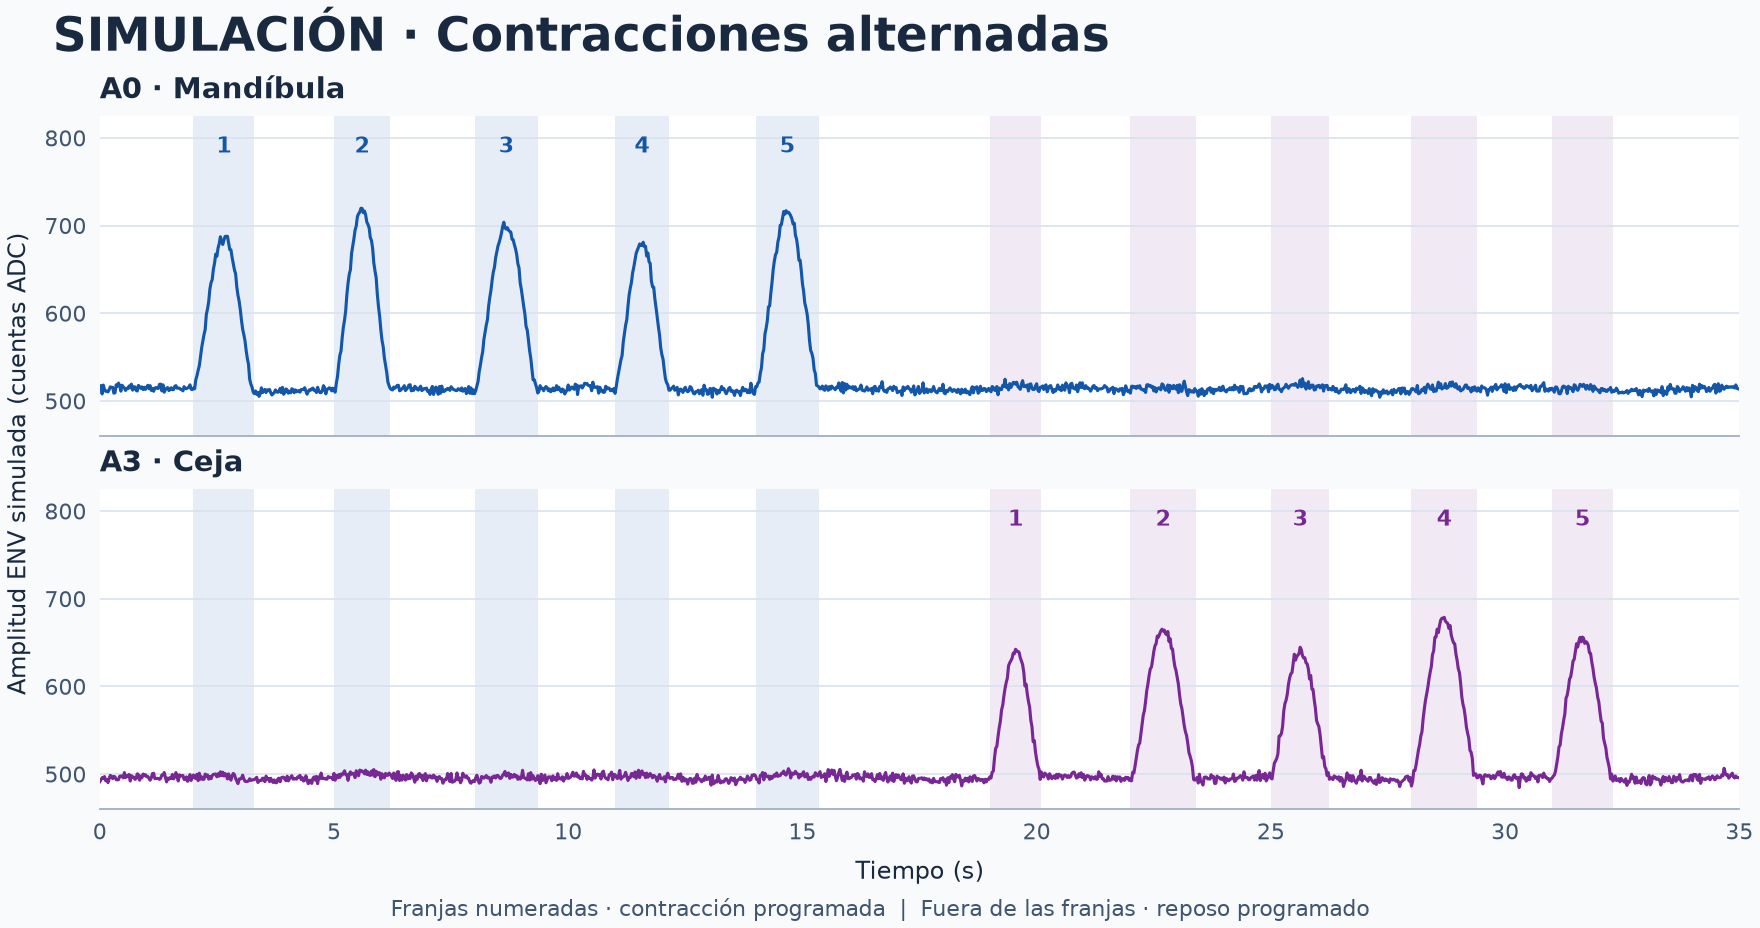 SIMULACIÓN · Contracciones alternadas
A0 · Mandíbula
800
1 2 3 4 5
700
600
500
Amplitud ENV simulada (cuentas ADC)
A3 · Ceja
800
1 2 3 4 5
700
600
500
0 5 10 15 20 25 30 35
Tiempo (s)
Franjas numeradas · contracción programada | Fuera de las franjas · reposo programado